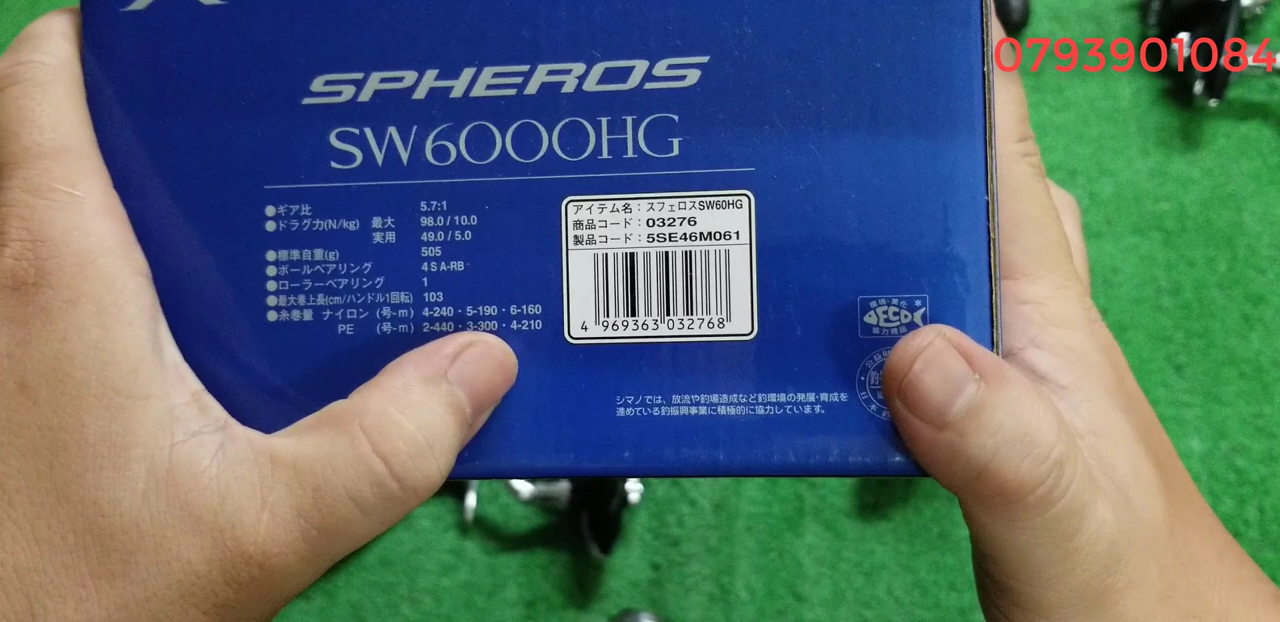 0793901084
SPHEROS
SW6000HG
●ギア比 5.7:1
●ドラグ力(N/kg) 最大 98.0 / 10.0
実用 49.0 / 5.0
●標準自重(g) 505
●ボールベアリング 4 S A-RB
●ローラーベアリング 1
●最大巻上長(cm/ハンドル1回転) 103
●糸巻量 ナイロン (号-m) 4-240・5-190・6-160
PE (号-m) 2-440・3-300・4-210
アイテム名：スフェロスSW60HG
商品コード：03276
製品コード：5SE46M061
4 969363 032768
環境・美化
ECO
協力商品
シマノでは、放流や釣場造成など釣環境の発展・育成を
進めている釣振興事業に積極的に協力しています。